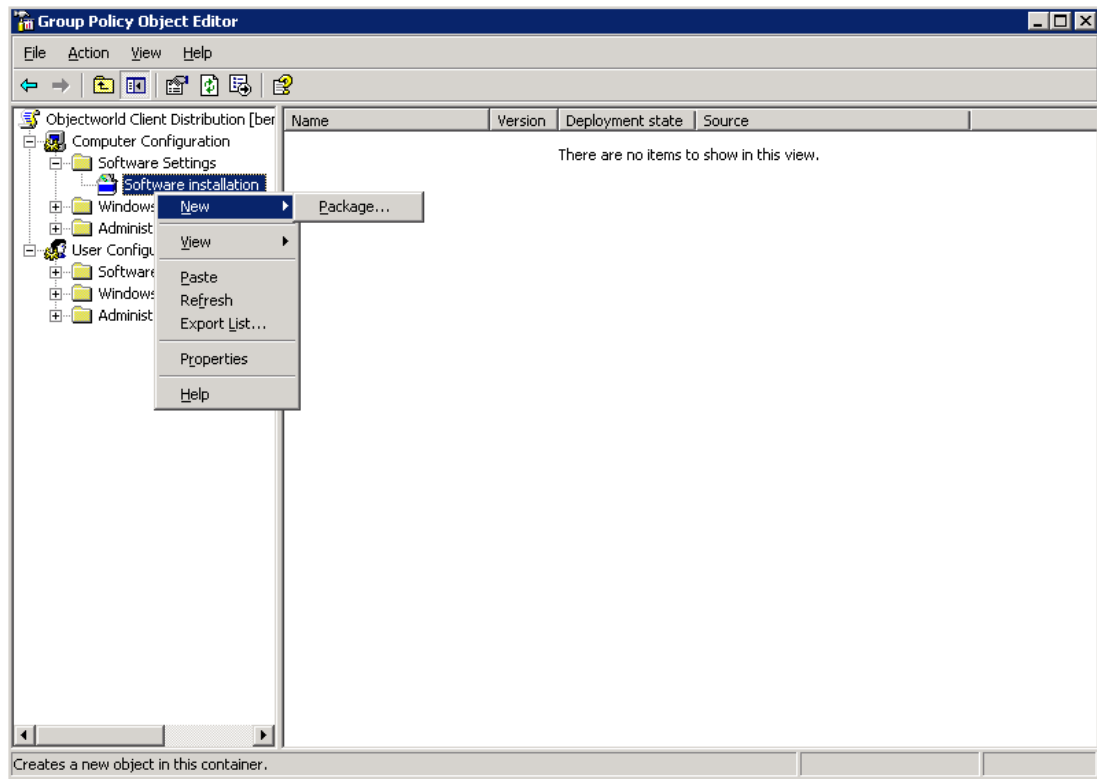 Group Policy Object Editor
File Action View Help
Objectworld Client Distribution [ber
Computer Configuration
Software Settings
Software installation
Windows
Administ
User Configu
Software
Windows
Administ
Name Version Deployment state Source
There are no items to show in this view.
New
View
Paste
Refresh
Export List...
Properties
Help
Package...
Creates a new object in this container.